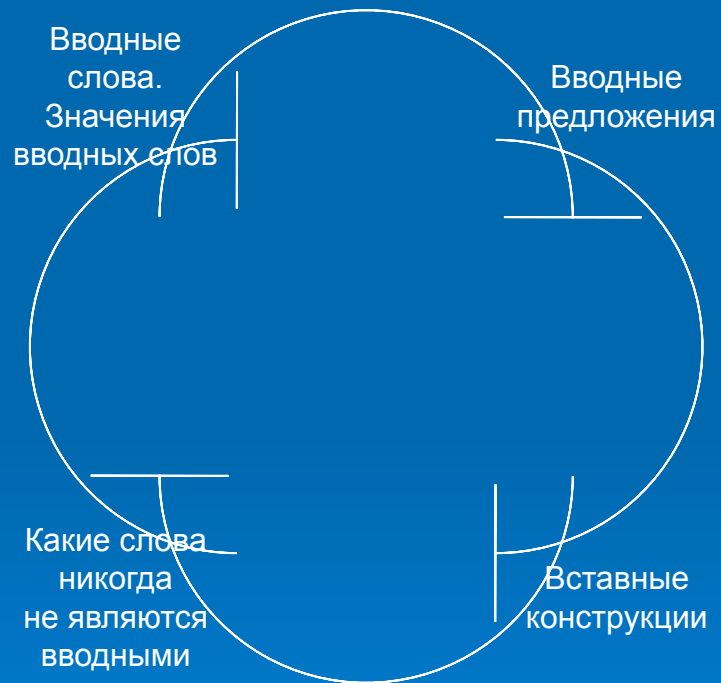 Вводные
слова.
Значения
вводных слов
Вводные
предложения
Какие слова
никогда
не являются
вводными
Вставные
конструкции